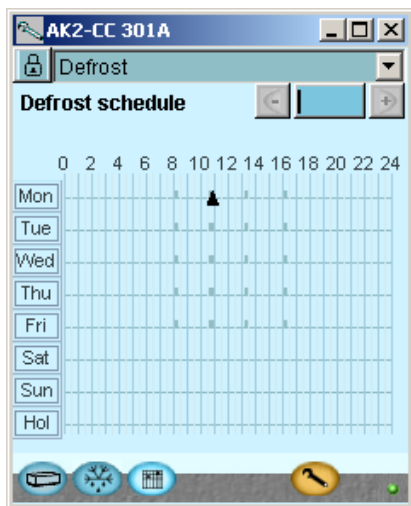 AK2-CC 301A
Defrost
Defrost schedule
0 2 4 6 8 10 12 14 16 18 20 22 24
Mon
Tue
Wed
Thu
Fri
Sat
Sun
Hol